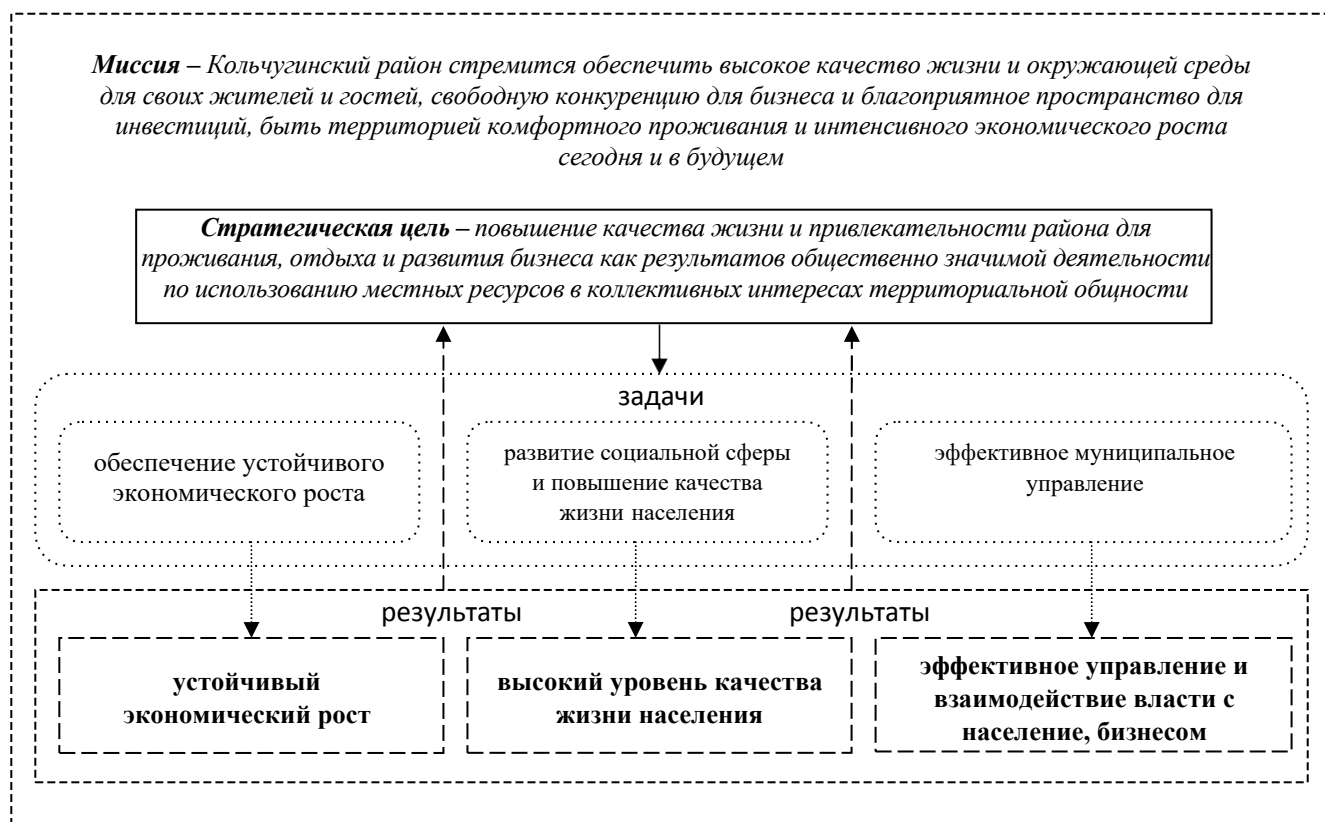 Миссия – Кольчугинский район стремится обеспечить высокое качество жизни и окружающей среды
для своих жителей и гостей, свободную конкуренцию для бизнеса и благоприятное пространство для
инвестиций, быть территорией комфортного проживания и интенсивного экономического роста
сегодня и в будущем
Стратегическая цель – повышение качества жизни и привлекательности района для
проживания, отдыха и развития бизнеса как результатов общественно значимой деятельности
по использованию местных ресурсов в коллективных интересах территориальной общности
задачи
обеспечение устойчивого
экономического роста
развитие социальной сферы
и повышение качества
жизни населения
эффективное муниципальное
управление
результаты
результаты
устойчивый
экономический рост
высокий уровень качества
жизни населения
эффективное управление и
взаимодействие власти с
население, бизнесом